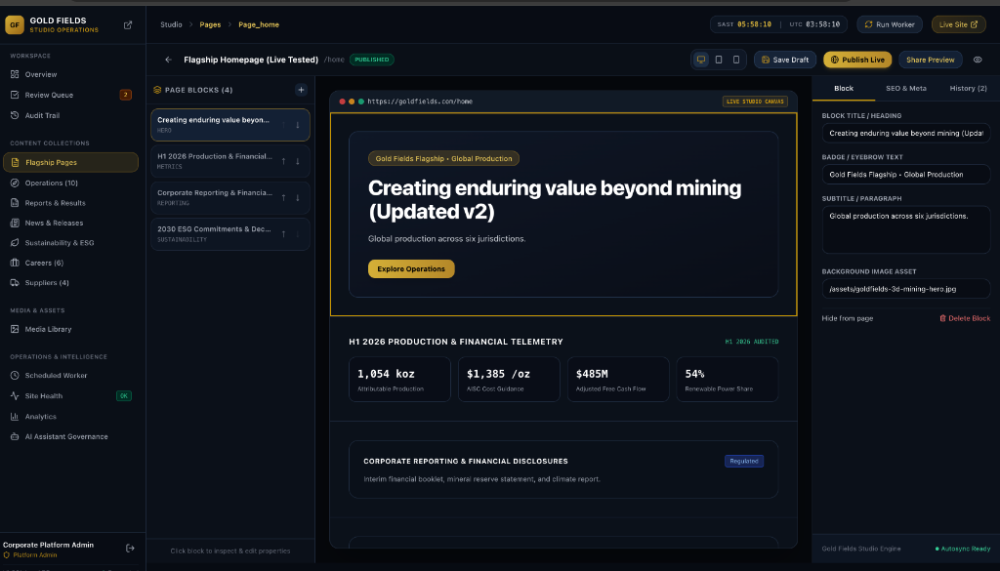 GF
GOLD FIELDS
STUDIO OPERATIONS
WORKSPACE
Overview
Review Queue
2
Audit Trail
CONTENT COLLECTIONS
Flagship Pages
Operations (10)
Reports & Results
News & Releases
Sustainability & ESG
Careers (6)
Suppliers (4)
MEDIA & ASSETS
Media Library
OPERATIONS & INTELLIGENCE
Scheduled Worker
Site Health
OK
Analytics
AI Assistant Governance
Corporate Platform Admin
Platform Admin
Studio
Pages
Page_home
SAST 05:58:10
UTC 03:58:10
Run Worker
Live Site
Flagship Homepage (Live Tested)
/home
PUBLISHED
Save Draft
Publish Live
Share Preview
PAGE BLOCKS (4)
Creating enduring value beyon...
HERO
H1 2026 Production & Financial...
METRICS
Corporate Reporting & Financia...
REPORTING
2030 ESG Commitments & Dec...
SUSTAINABILITY
Click block to inspect & edit properties
https://goldfields.com/home
LIVE STUDIO CANVAS
Gold Fields Flagship • Global Production
Creating enduring value beyond mining
(Updated v2)
Global production across six jurisdictions.
Explore Operations
H1 2026 PRODUCTION & FINANCIAL TELEMETRY
H1 2026 AUDITED
1,054 koz
Attributable Production
$1,385 /oz
AISC Cost Guidance
$485M
Adjusted Free Cash Flow
54%
Renewable Power Share
CORPORATE REPORTING & FINANCIAL DISCLOSURES
Regulated
Interim financial booklet, mineral reserve statement, and climate report.
Block
SEO & Meta
History (2)
BLOCK TITLE / HEADING
Creating enduring value beyond mining (Updat
BADGE / EYEBROW TEXT
Gold Fields Flagship • Global Production
SUBTITLE / PARAGRAPH
Global production across six jurisdictions.
BACKGROUND IMAGE ASSET
/assets/goldfields-3d-mining-hero.jpg
Hide from page
Delete Block
Gold Fields Studio Engine
Autosync Ready